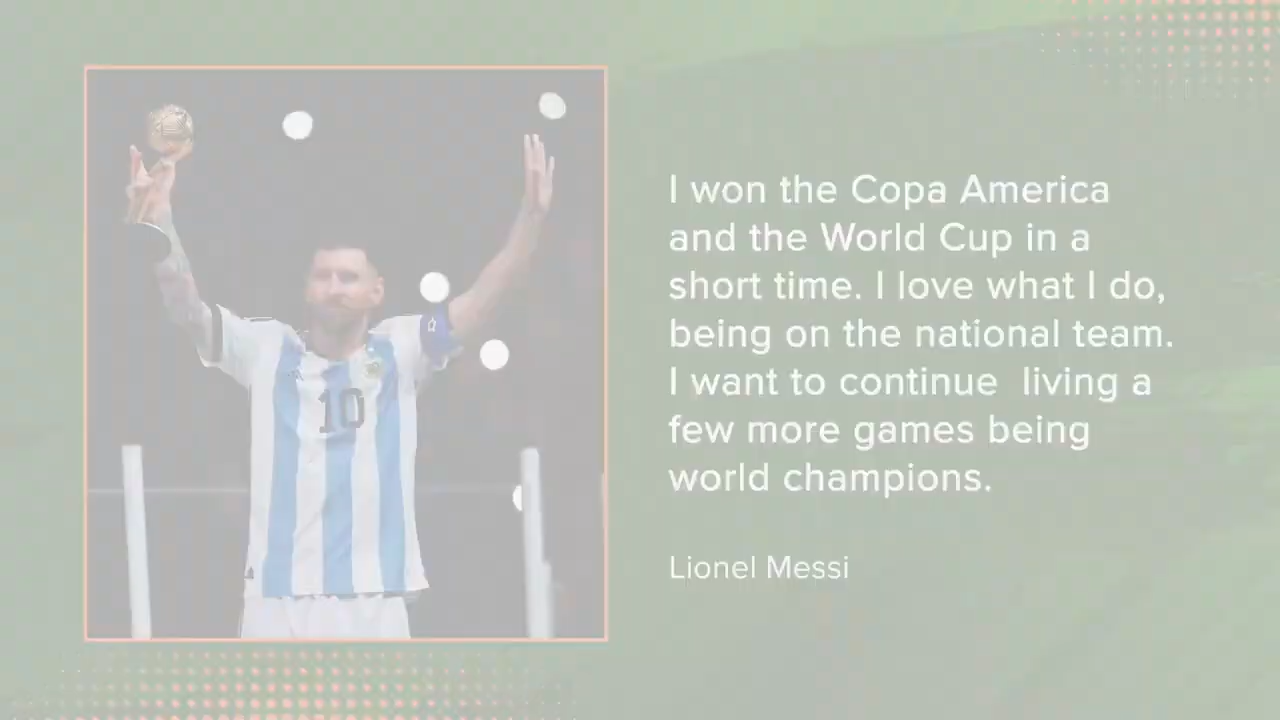 10
I won the Copa America
and the World Cup in a
short time. I love what I do,
being on the national team.
I want to continue  living a
few more games being
world champions.
Lionel Messi